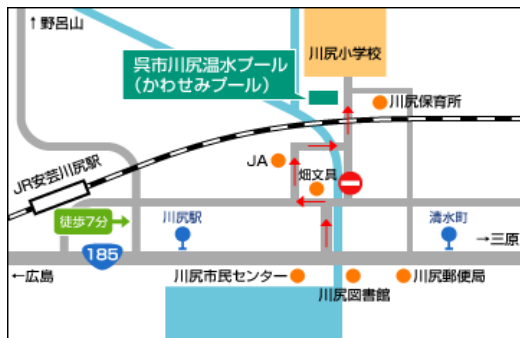 ↑野呂山
川尻小学校
呉市川尻温水プール
（かわせみプール）
川尻保育所
JA
畑文具
JR安芸川尻駅
徒歩7分
川尻駅
清水町
→三原
185
←広島
川尻市民センター
川尻郵便局
川尻図書館